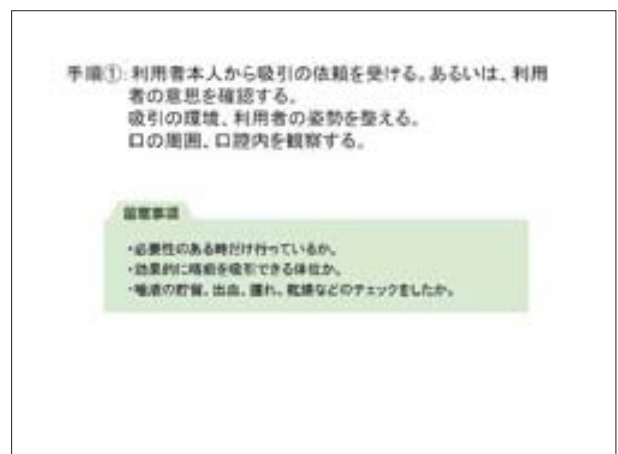 手順①:利用者本人から吸引の依頼を受ける。あるいは、利用
者の意思を確認する。
吸引の環境、利用者の姿勢を整える。
口の周囲、口腔内を観察する。
留意事項
・必要性のある時だけ行っているか。
・効果的に喀痰を吸引できる体位か。
・唾液の貯留、出血、腫れ、乾燥などのチェックをしたか。